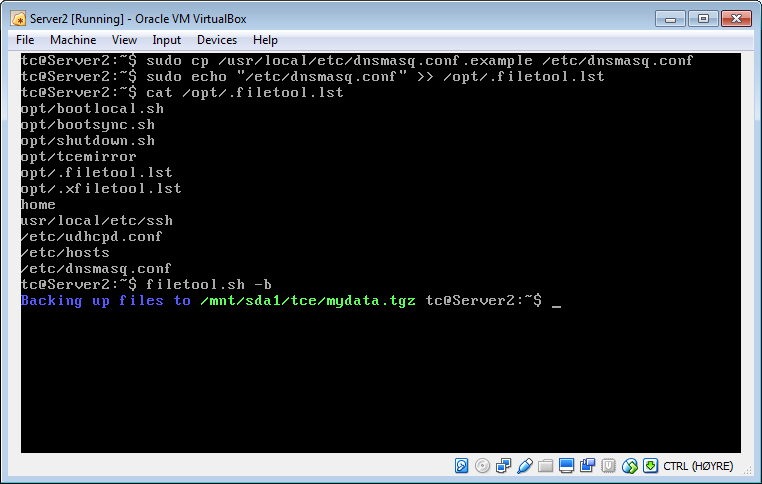 Server2 [Running] - Oracle VM VirtualBox
File Machine View Input Devices Help
tc@Server2:~$ sudo cp /usr/local/etc/dnsmasq.conf.example /etc/dnsmasq.conf
tc@Server2:~$ sudo echo "/etc/dnsmasq.conf" >> /opt/.filetool.lst
tc@Server2:~$ cat /opt/.filetool.lst
opt/bootlocal.sh
opt/bootsync.sh
opt/shutdown.sh
opt/tcemirror
opt/.filetool.lst
opt/.xfiletool.lst
home
usr/local/etc/ssh
/etc/udhcpd.conf
/etc/hosts
/etc/dnsmasq.conf
tc@Server2:~$ filetool.sh -b
Backing up files to /mnt/sda1/tce/mydata.tgz tc@Server2:~$ _
CTRL (HØYRE)